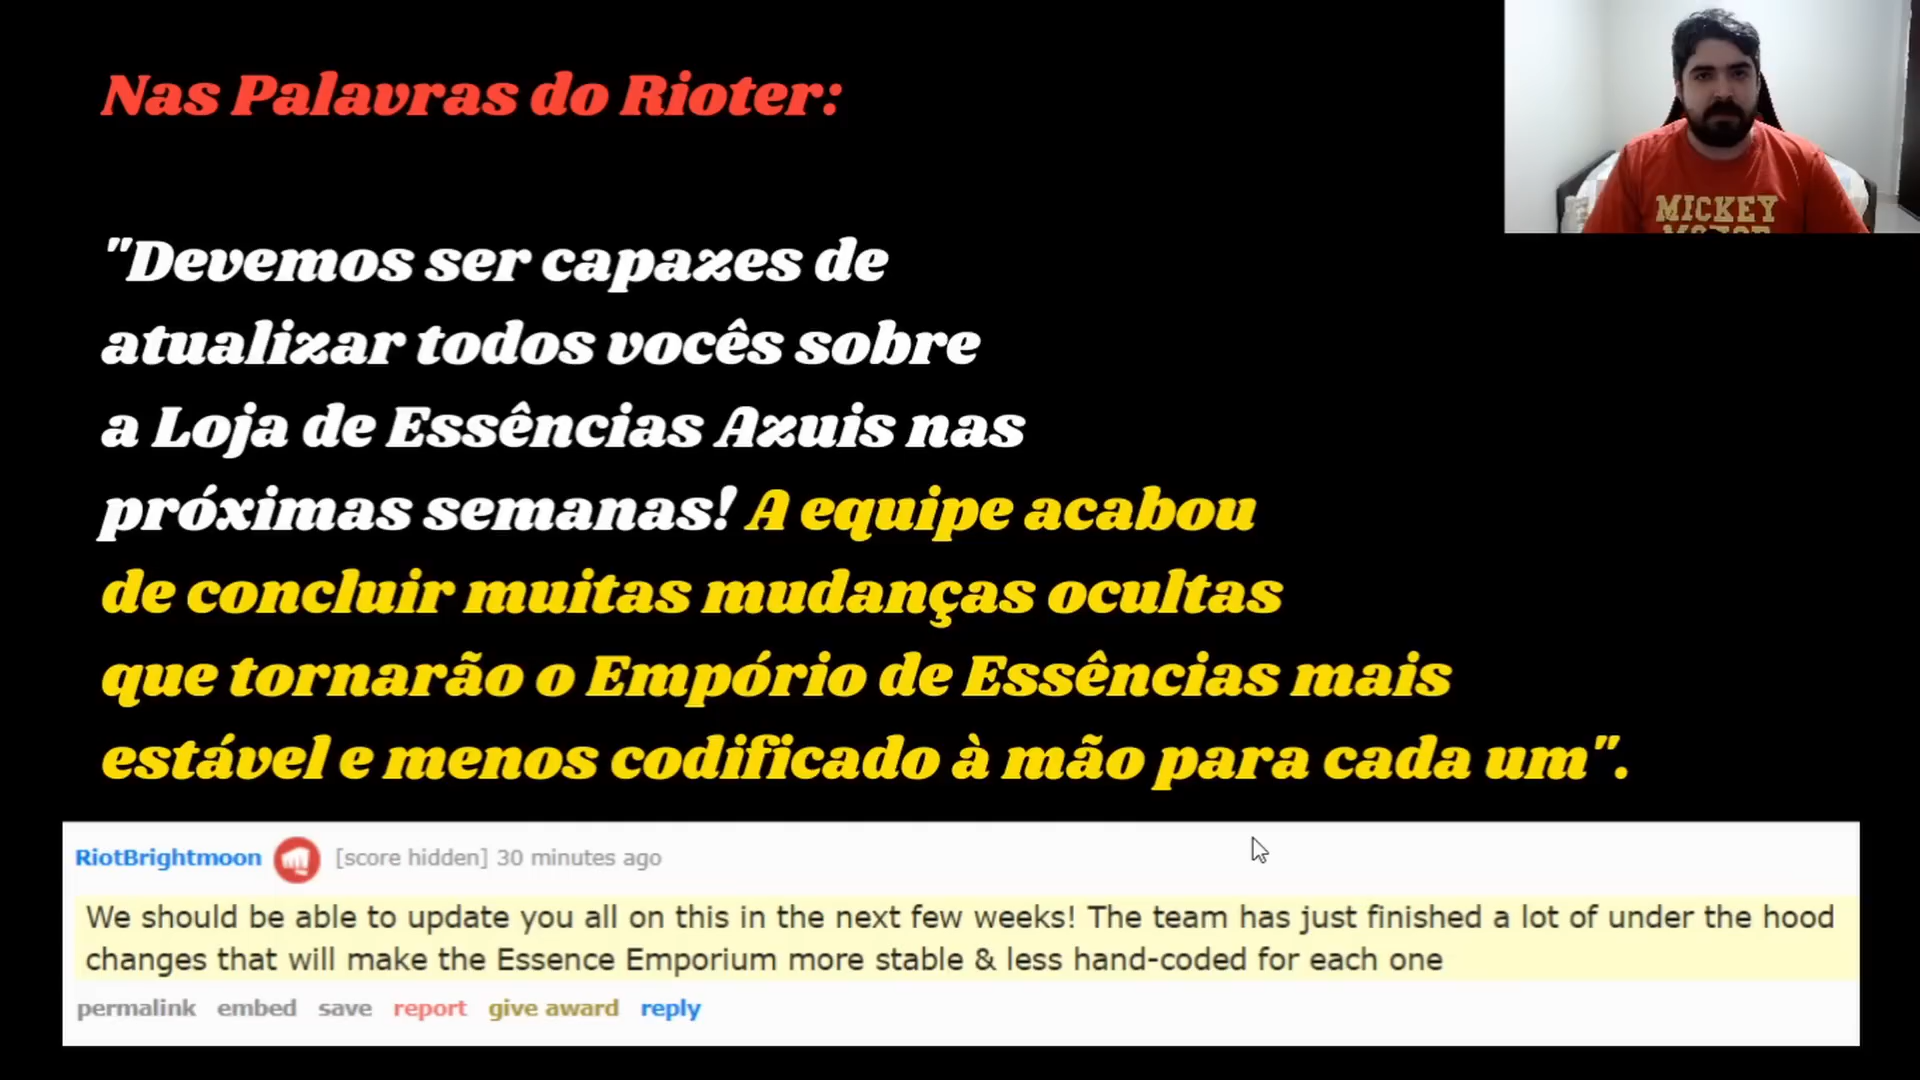 Nas Palavras do Rioter:
"Devemos ser capazes de
atualizar todos vocês sobre
a Loja de Essências Azuis nas
próximas semanas! A equipe acabou
de concluir muitas mudanças ocultas
que tornarão o Empório de Essências mais
estável e menos codificado à mão para cada um".
MICKEY
RiotBrightmoon [score hidden] 30 minutes ago
We should be able to update you all on this in the next few weeks! The team has just finished a lot of under the hood
changes that will make the Essence Emporium more stable & less hand-coded for each one
permalink embed save report give award reply